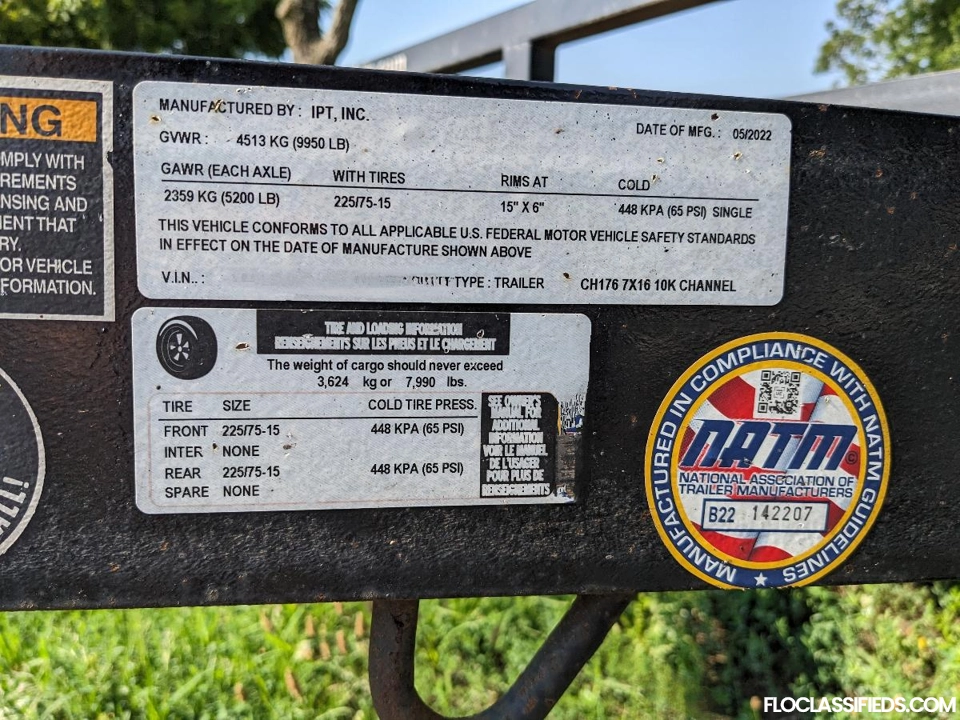 NG
MPLY WITH
REMENTS
NSING AND
ENT THAT
RY.
OR VEHICLE
FORMATION.
MANUFACTURED BY : IPT, INC.
DATE OF MFG. : 05/2022
GVWR : 4513 KG (9950 LB)
GAWR (EACH AXLE) WITH TIRES RIMS AT COLD
2359 KG (5200 LB) 225/75-15 15" X 6" 448 KPA (65 PSI) SINGLE
THIS VEHICLE CONFORMS TO ALL APPLICABLE U.S. FEDERAL MOTOR VEHICLE SAFETY STANDARDS
IN EFFECT ON THE DATE OF MANUFACTURE SHOWN ABOVE
V.I.N.. : TYPE : TRAILER CH176 7X16 10K CHANNEL
TIRE AND LOADING INFORMATION
RENSEIGNEMENTS SUR LES PNEUS ET LE CHARGEMENT
The weight of cargo should never exceed
3,624 kg or 7,990 lbs.
TIRE SIZE COLD TIRE PRESS.
FRONT 225/75-15 448 KPA (65 PSI)
INTER NONE
REAR 225/75-15 448 KPA (65 PSI)
SPARE NONE
SEE OWNER'S
MANUAL FOR
ADDITIONAL
INFORMATION
VOIR LE MANUEL
DE L'USAGER
POUR PLUS DE
RENSEIGNEMENTS
MANUFACTURED IN COMPLIANCE WITH NATM GUIDELINES
NATM
NATIONAL ASSOCIATION OF
TRAILER MANUFACTURERS
B22 142207
FLOCLASSIFIEDS.COM